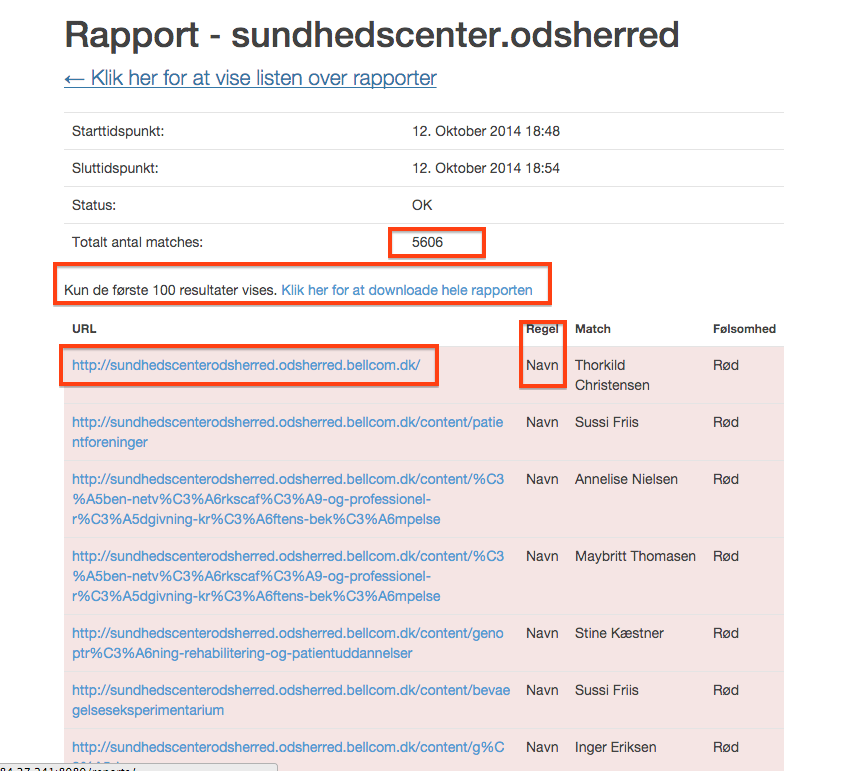 Rapport - sundhedscenter.odsherred
← Klik her for at vise listen over rapporter
Starttidspunkt: 12. Oktober 2014 18:48
Sluttidspunkt: 12. Oktober 2014 18:54
Status: OK
Totalt antal matches: 5606
Kun de første 100 resultater vises. Klik her for at downloade hele rapporten
URL Regel Match Følsomhed
http://sundhedscenterodsherred.odsherred.bellcom.dk/ Navn Thorkild Rød
Christensen
http://sundhedscenterodsherred.odsherred.bellcom.dk/content/patie Navn Sussi Friis Rød
ntforeninger
http://sundhedscenterodsherred.odsherred.bellcom.dk/content/%C3 Navn Annelise Nielsen Rød
%A5ben-netv%C3%A6rkscaf%C3%A9-og-professionel-
r%C3%A5dgivning-kr%C3%A6ftens-bek%C3%A6mpelse
http://sundhedscenterodsherred.odsherred.bellcom.dk/content/%C3 Navn Maybritt Thomasen Rød
%A5ben-netv%C3%A6rkscaf%C3%A9-og-professionel-
r%C3%A5dgivning-kr%C3%A6ftens-bek%C3%A6mpelse
http://sundhedscenterodsherred.odsherred.bellcom.dk/content/geno Navn Stine Kæstner Rød
ptr%C3%A6ning-rehabilitering-og-patientuddannelser
http://sundhedscenterodsherred.odsherred.bellcom.dk/content/bevae Navn Sussi Friis Rød
gelseseksperimentarium
http://sundhedscenterodsherred.odsherred.bellcom.dk/content/g%C Navn Inger Eriksen Rød